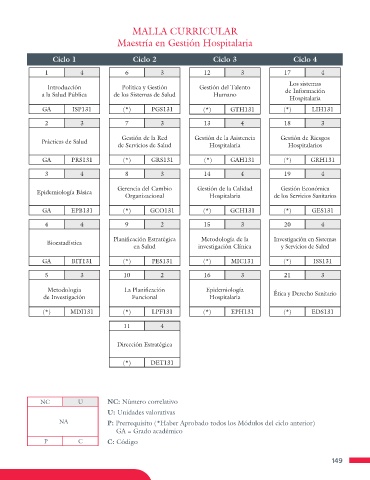 MALLA CURRICULAR
Maestría en Gestión Hospitalaria
Ciclo 1 Ciclo 2 Ciclo 3 Ciclo 4
1 4 6 3 12 3 17 4
Introducción
a la Salud Pública
Política y Gestión
de los Sistemas de Salud
Gestión del Talento
Humano
Los sistemas
de Información
Hospitalaria
GA ISP131 (*) PGS131 (*) GTH131 (*) LIH131
2 3 7 3 13 4 18 3
Prácticas de Salud
Gestión de la Red
de Servicios de Salud
Gestión de la Asistencia
Hospitalaria
Gestión de Riesgos
Hospitalarios
GA PRS131 (*) GRS131 (*) GAH131 (*) GRH131
3 4 8 3 14 4 19 4
Epidemiología Básica
Gerencia del Cambio
Organizacional
Gestión de la Calidad
Hospitalaria
Gestión Económica
de los Servicios Sanitarios
GA EPB131 (*) GCO131 (*) GCH131 (*) GES131
4 4 9 2 15 3 20 4
Bioestadística
Planificación Estratégica
en Salud
Metodología de la
investigación Clínica
Investigación en Sistemas
y Servicios de Salud
GA BIT131 (*) PES131 (*) MIC131 (*) ISS131
5 3 10 2 16 3 21 3
Metodología
de Investigación
La Planificación
Funcional
Epidemiología
Hospitalaria
Ética y Derecho Sanitario
(*) MDI131 (*) LPF131 (*) EPH131 (*) EDS131
11 4
Dirección Estratégica
(*) DET131
NC U
NA
P C
NC: Número correlativo
U: Unidades valorativas
P: Prerrequisito (*Haber Aprobado todos los Módulos del ciclo anterior)
GA = Grado académico
C: Código
149